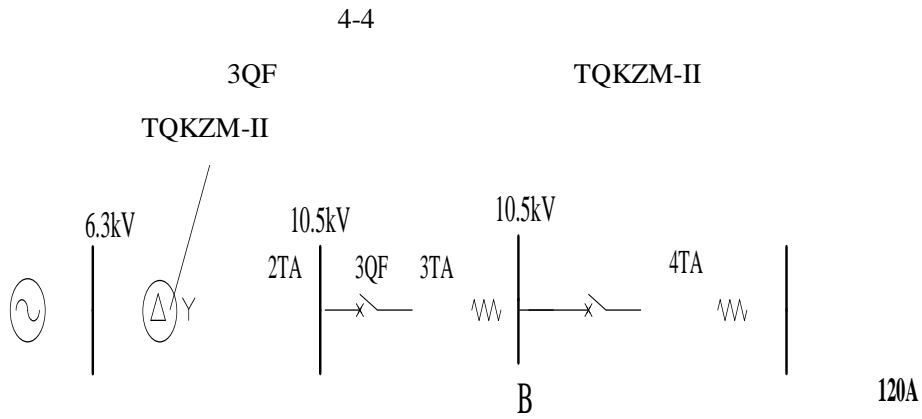 4-4
3QF TQKZM-II
TQKZM-II
6.3kV 10.5kV 10.5kV
2TA 3QF 3TA 4TA
Δ Y
B 120A